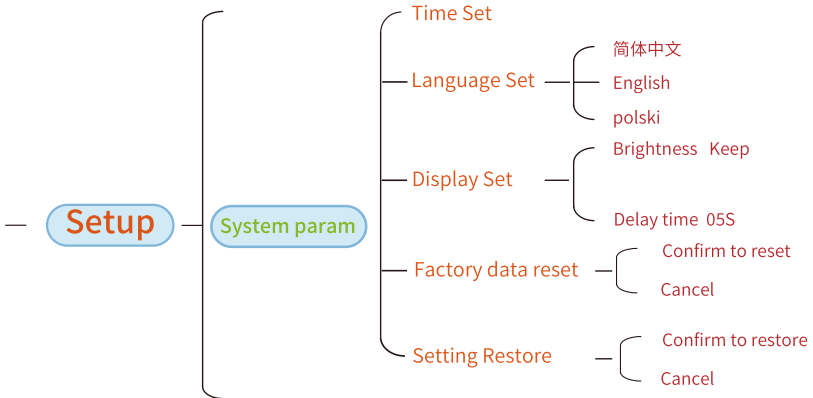 Setup
System param
Time Set
Language Set
简体中文
English
polski
Display Set
Brightness Keep
Delay time 05S
Factory data reset
Confirm to reset
Cancel
Setting Restore
Confirm to restore
Cancel